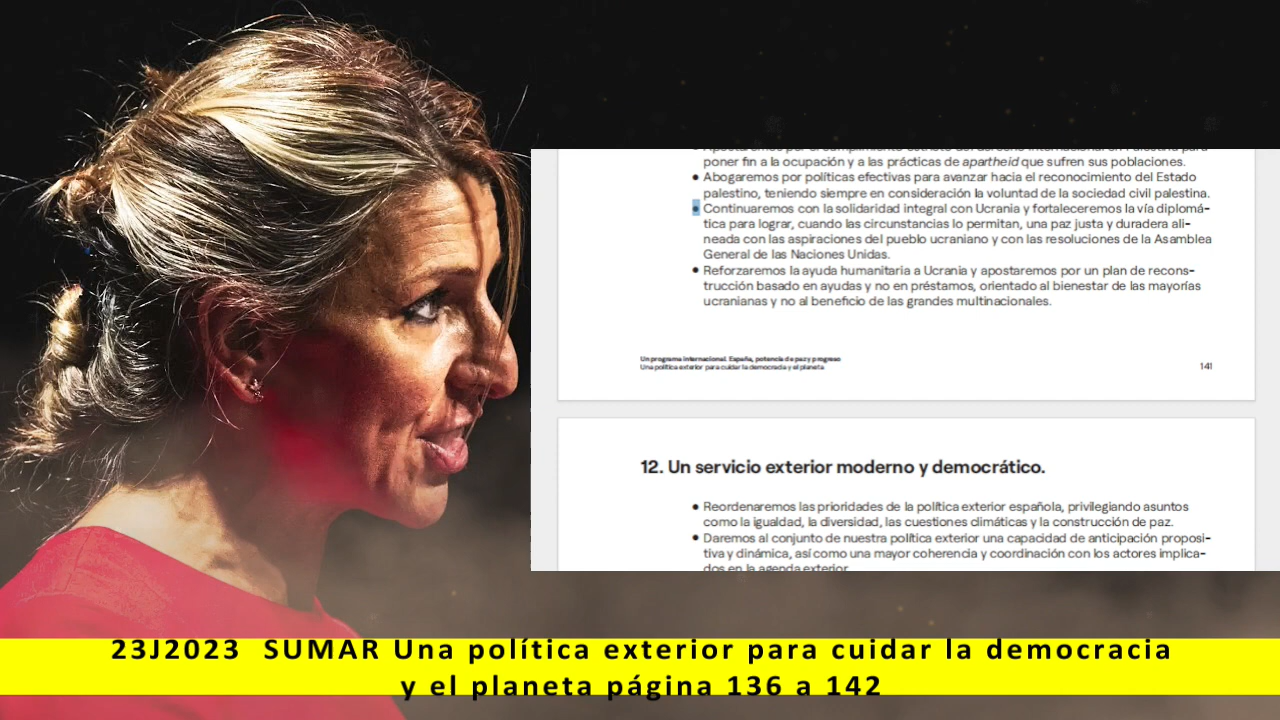 poner fin a la ocupación y a las prácticas de apartheid que sufren sus poblaciones.
● Abogaremos por políticas efectivas para avanzar hacia el reconocimiento del Estado
palestino, teniendo siempre en consideración la voluntad de la sociedad civil palestina.
● Continuaremos con la solidaridad integral con Ucrania y fortaleceremos la vía diplomá-
tica para lograr, cuando las circunstancias lo permitan, una paz justa y duradera ali-
neada con las aspiraciones del pueblo ucraniano y con las resoluciones de la Asamblea
General de las Naciones Unidas.
● Reforzaremos la ayuda humanitaria a Ucrania y apostaremos por un plan de recons-
trucción basado en ayudas y no en préstamos, orientado al bienestar de las mayorías
ucranianas y no al beneficio de las grandes multinacionales.
Un programa internacional. España, potencia de paz y progreso
Una política exterior para cuidar la democracia y el planeta
141
12. Un servicio exterior moderno y democrático.
● Reordenaremos las prioridades de la política exterior española, privilegiando asuntos
como la igualdad, la diversidad, las cuestiones climáticas y la construcción de paz.
● Daremos al conjunto de nuestra política exterior una capacidad de anticipación proposi-
tiva y dinámica, así como una mayor coherencia y coordinación con los actores implica-
dos en la agenda exterior
23J2023 SUMAR Una política exterior para cuidar la democracia
y el planeta página 136 a 142